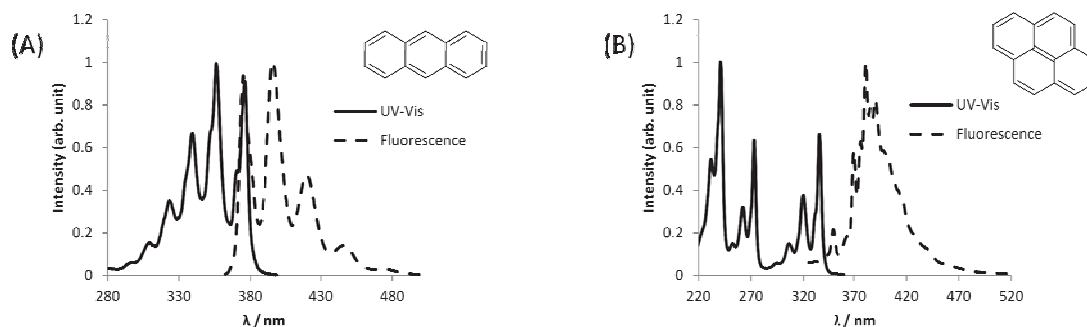 (A)
1.2
1
0.8
0.6
0.4
0.2
0
Intensity (arb. unit)
280 330 380 430 480
λ / nm
UV-Vis
Fluorescence
(B)
1.2
1
0.8
0.6
0.4
0.2
0
Intensity (arb. unit)
220 270 320 370 420 470 520
λ / nm
UV-Vis
Fluorescence